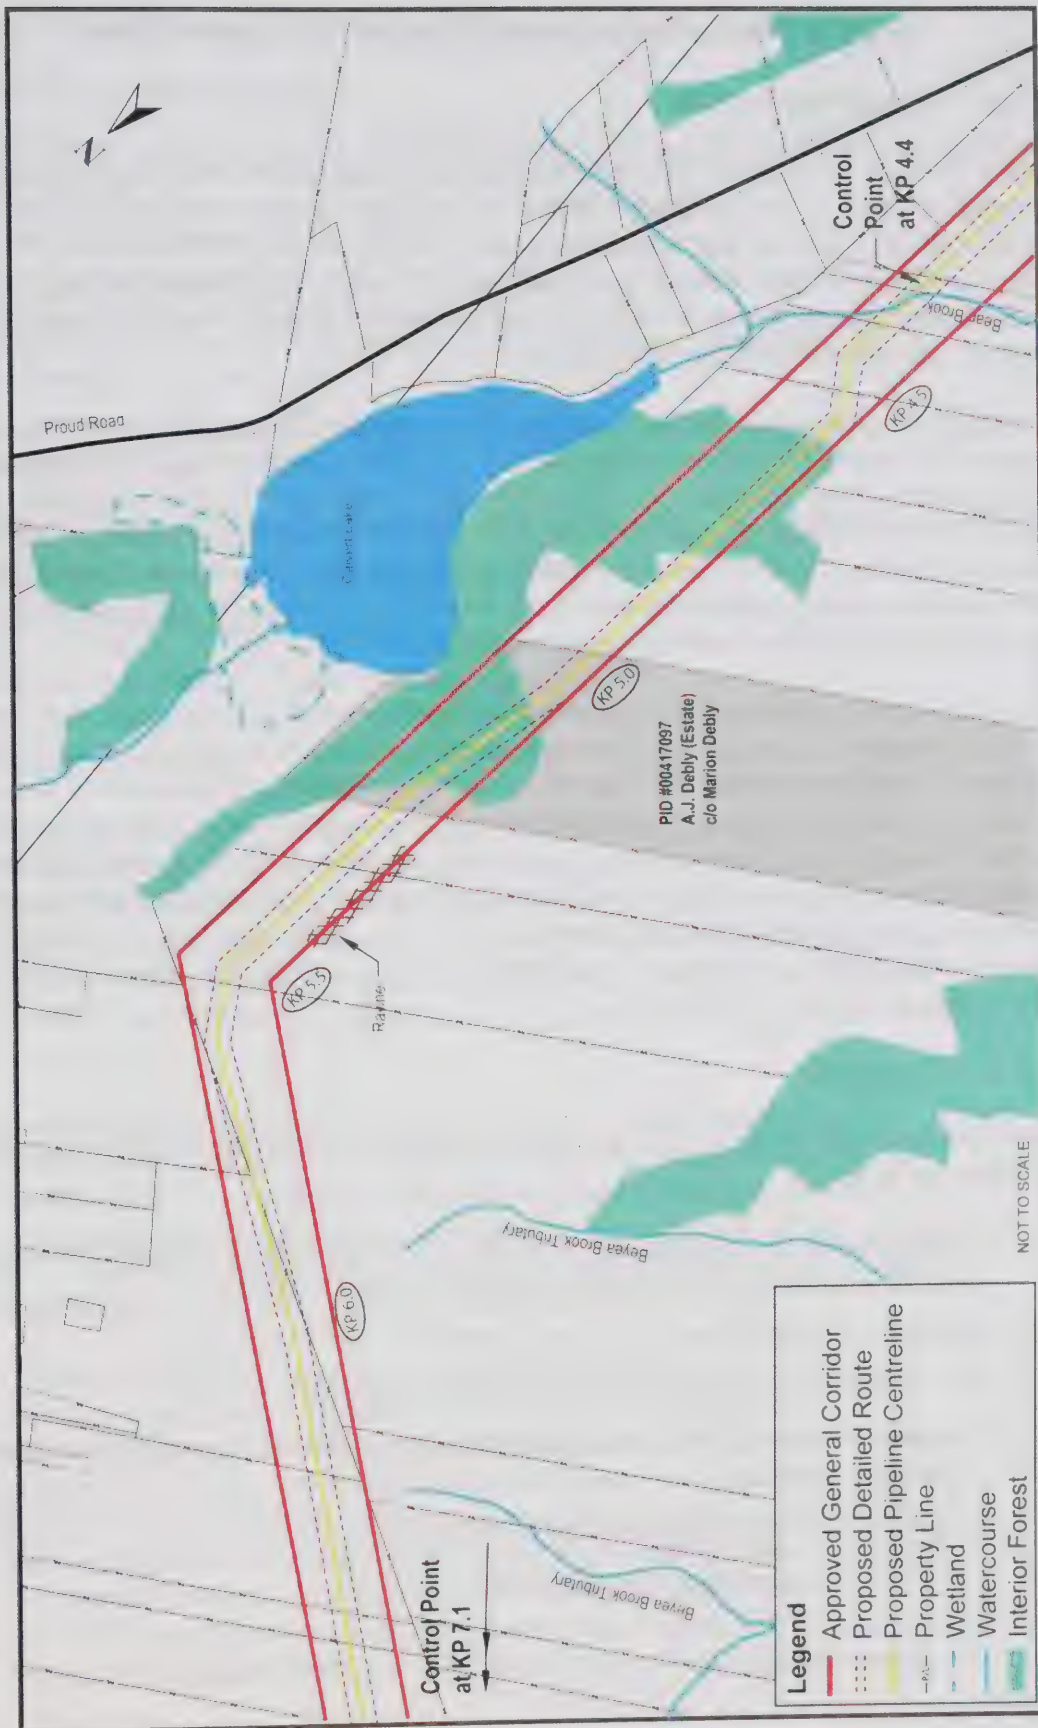 N
Proud Road
Control
Point
at KP 4.4
Bear Brook
KP 4.5
KP 5.0
PID #00417097
A.J. Debly (Estate)
c/o Marion Debly
Ravine
KP 5.5
Beyea Brook Tributary
KP 6.0
Control Point
at KP 7.1
Beyea Brook Tributary
NOT TO SCALE
Legend
Approved General Corridor
Proposed Detailed Route
Proposed Pipeline Centreline
Property Line
Wetland
Watercourse
Interior Forest